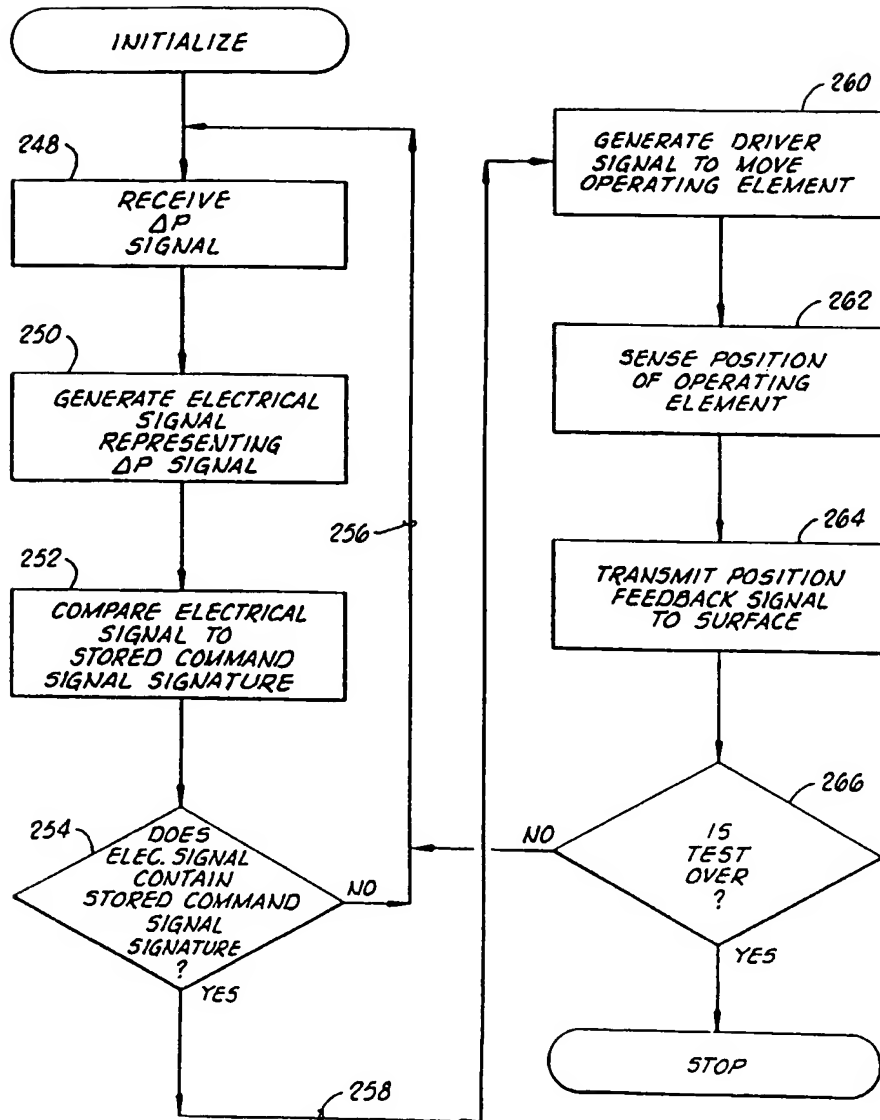 INITIALIZE
248
RECEIVE
ΔP
SIGNAL
250
GENERATE ELECTRICAL
SIGNAL
REPRESENTING
ΔP SIGNAL
252
COMPARE ELECTRICAL
SIGNAL TO
STORED COMMAND
SIGNAL SIGNATURE
254
DOES
ELEC. SIGNAL
CONTAIN
STORED COMMAND
SIGNAL
SIGNATURE
?
NO
YES
256
258
260
GENERATE DRIVER
SIGNAL TO MOVE
OPERATING ELEMENT
262
SENSE POSITION
OF OPERATING
ELEMENT
264
TRANSMIT POSITION
FEEDBACK SIGNAL
TO SURFACE
266
IS
TEST
OVER
?
NO
YES
STOP